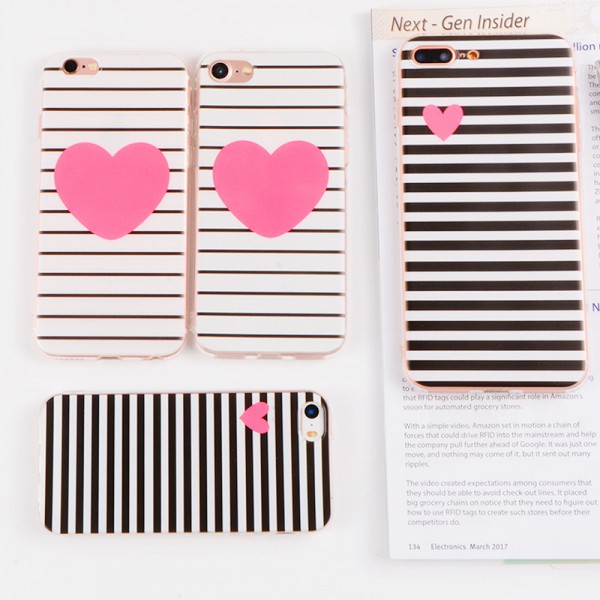 Next - Gen Insider
llion
that RFID tags could play a significant role in Amazon's
vision for automated grocery stores.
With a simple video, Amazon set in motion a chain of
forces that could drive RFID into the mainstream and help
the company pull further ahead of Google. It was just one
move, and nothing may come of it, but it sent out many
ripples.
The video created expectations among consumers that
they should be able to avoid check-out lines. It placed
big grocery chains on notice that they need to figure out
how to use RFID tags to create such stores before their
competitors do.
134 Electronics March 2017